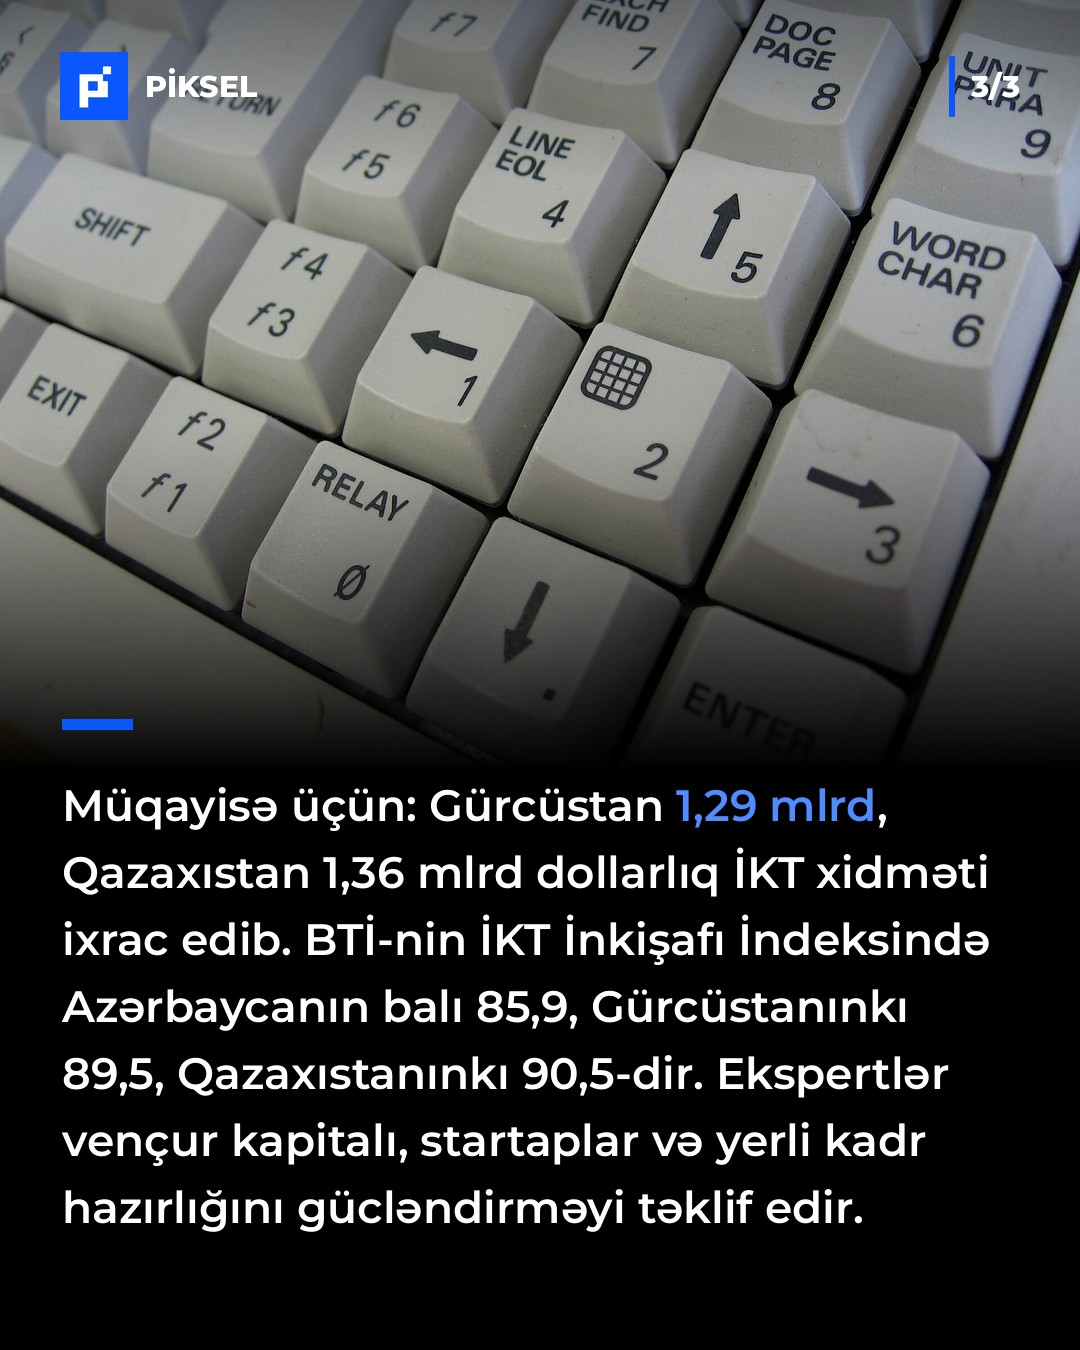 PİKSEL
3/3
f7
FIND
7
DOC
PAGE
8
UNIT
PARA
9
f6
f5
LINE
EOL
4
5
WORD
CHAR
6
SHIFT
f4
f3
1
2
3
EXIT
f2
f1
RELAY
Ø
.
ENTER
Müqayisə üçün: Gürcüstan 1,29 mlrd,
Qazaxıstan 1,36 mlrd dollarlıq İKT xidməti
ixrac edib. BTİ-nin İKT İnkişafı İndeksində
Azərbaycanın balı 85,9, Gürcüstanınkı
89,5, Qazaxıstanınkı 90,5-dir. Ekspertlər
vençur kapitalı, startaplar və yerli kadr
hazırlığını gücləndirməyi təklif edir.